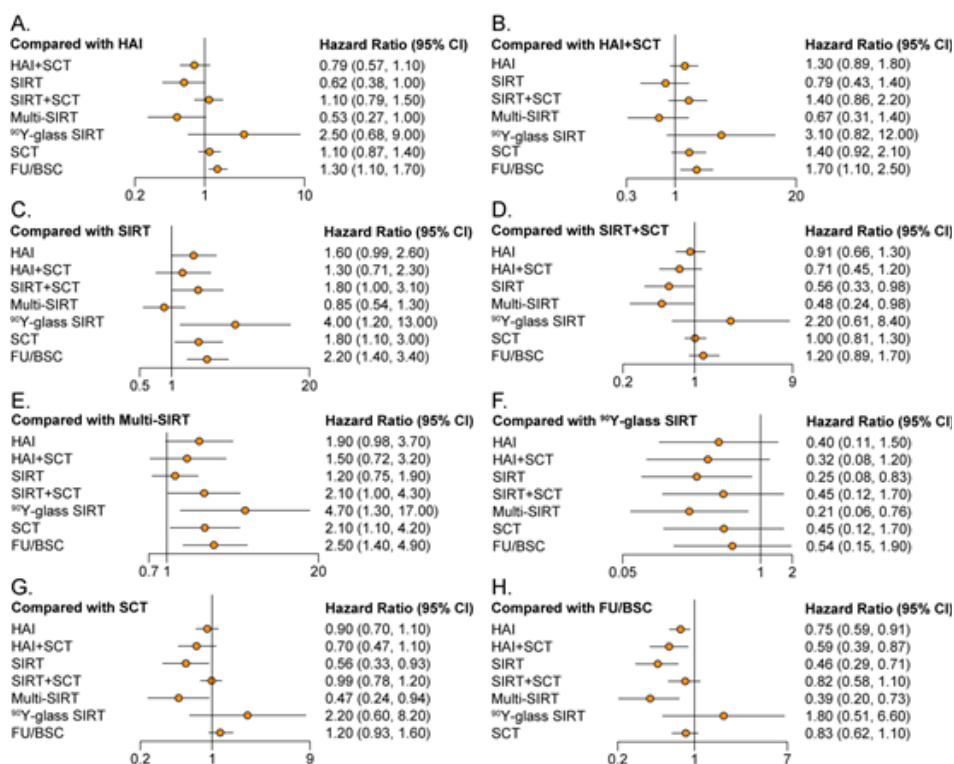 A.
Compared with HAI Hazard Ratio (95% CI)
HAI+SCT 0.79 (0.57, 1.10)
SIRT 0.62 (0.38, 1.00)
SIRT+SCT 1.10 (0.79, 1.50)
Multi-SIRT 0.53 (0.27, 1.00)
⁹⁰Y-glass SIRT 2.50 (0.68, 9.00)
SCT 1.10 (0.87, 1.40)
FU/BSC 1.30 (1.10, 1.70)
0.2 1 10
B.
Compared with HAI+SCT Hazard Ratio (95% CI)
HAI 1.30 (0.89, 1.80)
SIRT 0.79 (0.43, 1.40)
SIRT+SCT 1.40 (0.86, 2.20)
Multi-SIRT 0.67 (0.31, 1.40)
⁹⁰Y-glass SIRT 3.10 (0.82, 12.00)
SCT 1.40 (0.92, 2.10)
FU/BSC 1.70 (1.10, 2.50)
0.3 1 20
C.
Compared with SIRT Hazard Ratio (95% CI)
HAI 1.60 (0.99, 2.60)
HAI+SCT 1.30 (0.71, 2.30)
SIRT+SCT 1.80 (1.00, 3.10)
Multi-SIRT 0.85 (0.54, 1.30)
⁹⁰Y-glass SIRT 4.00 (1.20, 13.00)
SCT 1.80 (1.10, 3.00)
FU/BSC 2.20 (1.40, 3.40)
0.5 1 20
D.
Compared with SIRT+SCT Hazard Ratio (95% CI)
HAI 0.91 (0.66, 1.30)
HAI+SCT 0.71 (0.45, 1.20)
SIRT 0.56 (0.33, 0.98)
Multi-SIRT 0.48 (0.24, 0.98)
⁹⁰Y-glass SIRT 2.20 (0.61, 8.40)
SCT 1.00 (0.81, 1.30)
FU/BSC 1.20 (0.89, 1.70)
0.2 1 9
E.
Compared with Multi-SIRT Hazard Ratio (95% CI)
HAI 1.90 (0.98, 3.70)
HAI+SCT 1.50 (0.72, 3.20)
SIRT 1.20 (0.75, 1.90)
SIRT+SCT 2.10 (1.00, 4.30)
⁹⁰Y-glass SIRT 4.70 (1.30, 17.00)
SCT 2.10 (1.10, 4.20)
FU/BSC 2.50 (1.40, 4.90)
0.7 1 20
F.
Compared with ⁹⁰Y-glass SIRT Hazard Ratio (95% CI)
HAI 0.40 (0.11, 1.50)
HAI+SCT 0.32 (0.08, 1.20)
SIRT 0.25 (0.08, 0.83)
SIRT+SCT 0.45 (0.12, 1.70)
Multi-SIRT 0.21 (0.06, 0.76)
SCT 0.45 (0.12, 1.70)
FU/BSC 0.54 (0.15, 1.90)
0.05 1 2
G.
Compared with SCT Hazard Ratio (95% CI)
HAI 0.90 (0.70, 1.10)
HAI+SCT 0.70 (0.47, 1.10)
SIRT 0.56 (0.33, 0.93)
SIRT+SCT 0.99 (0.78, 1.20)
Multi-SIRT 0.47 (0.24, 0.94)
⁹⁰Y-glass SIRT 2.20 (0.60, 8.20)
FU/BSC 1.20 (0.93, 1.60)
0.2 1 9
H.
Compared with FU/BSC Hazard Ratio (95% CI)
HAI 0.75 (0.59, 0.91)
HAI+SCT 0.59 (0.39, 0.87)
SIRT 0.46 (0.29, 0.71)
SIRT+SCT 0.82 (0.58, 1.10)
Multi-SIRT 0.39 (0.20, 0.73)
⁹⁰Y-glass SIRT 1.80 (0.51, 6.60)
SCT 0.83 (0.62, 1.10)
0.2 1 7